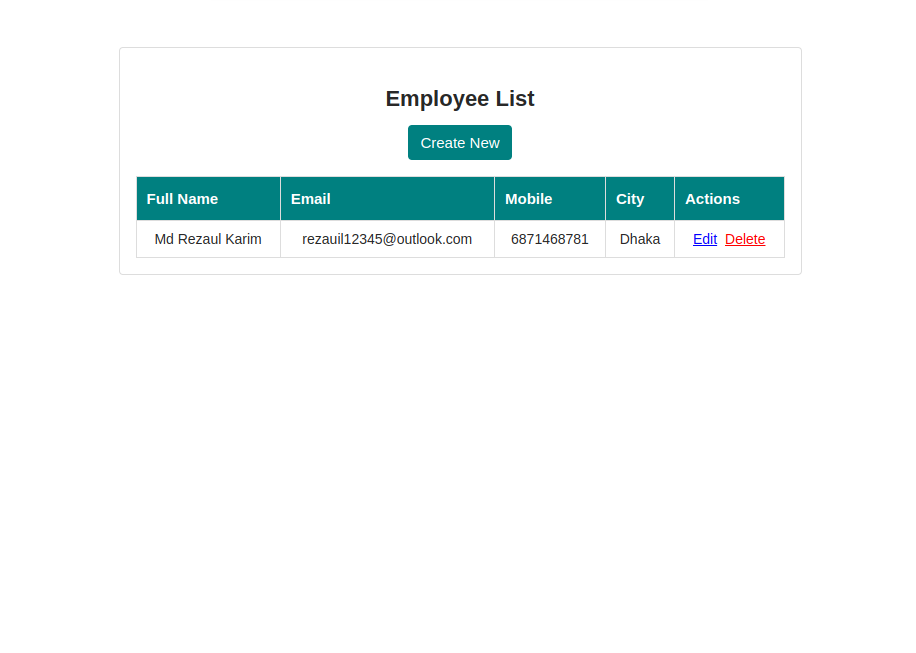 Employee List
Create New
Full Name Email Mobile City Actions
Md Rezaul Karim rezauil12345@outlook.com 6871468781 Dhaka Edit Delete